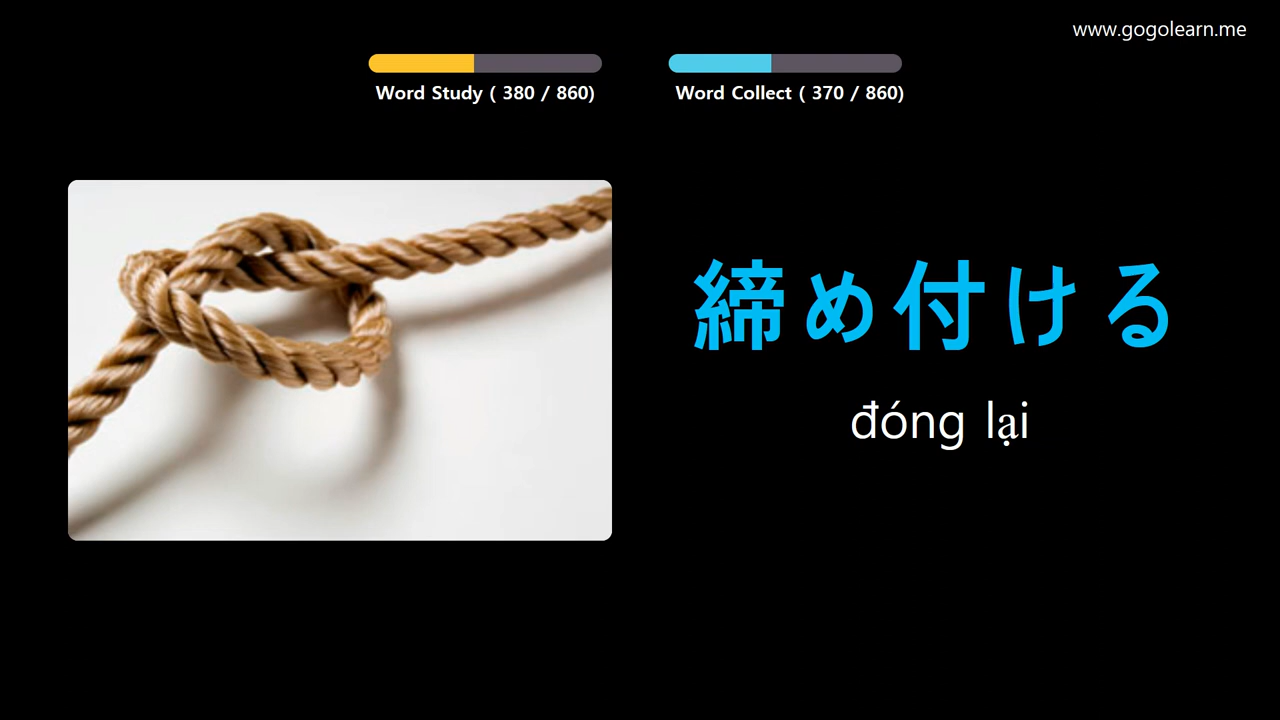 www.gogolearn.me
Word Study ( 380 / 860)
Word Collect ( 370 / 860)
締め付ける
đóng lại